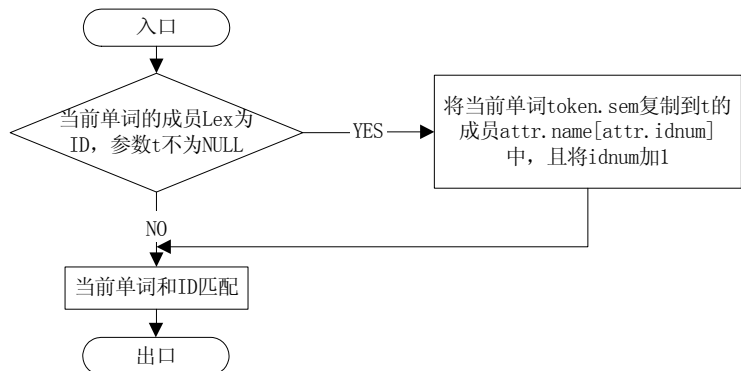 入口
当前单词的成员Lex为
ID，参数t不为NULL
YES
将当前单词token.sem复制到t的
成员attr.name[attr.idnum]
中，且将idnum加1
NO
当前单词和ID匹配
出口